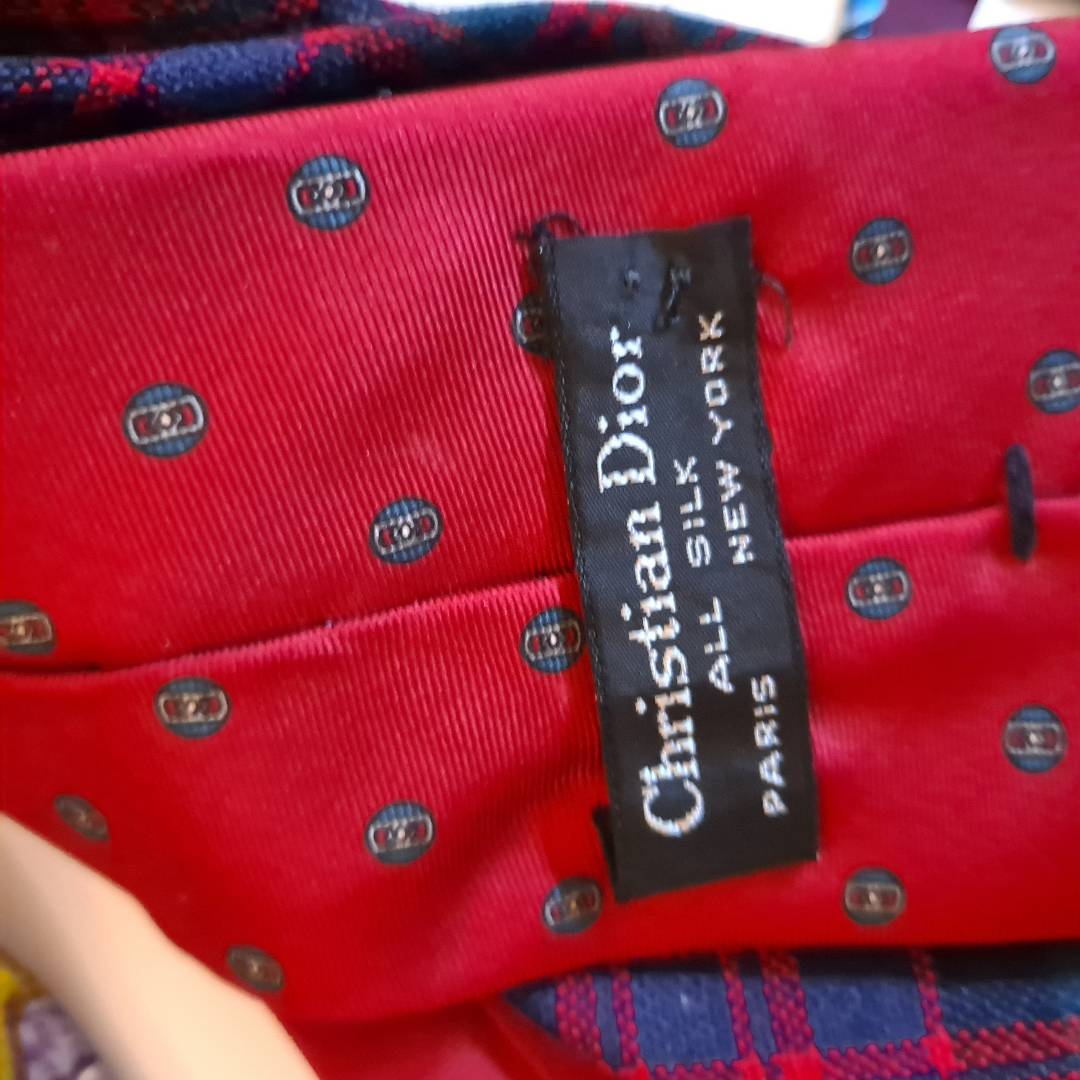 Christian Dior
ALL SILK
PARIS NEW YORK